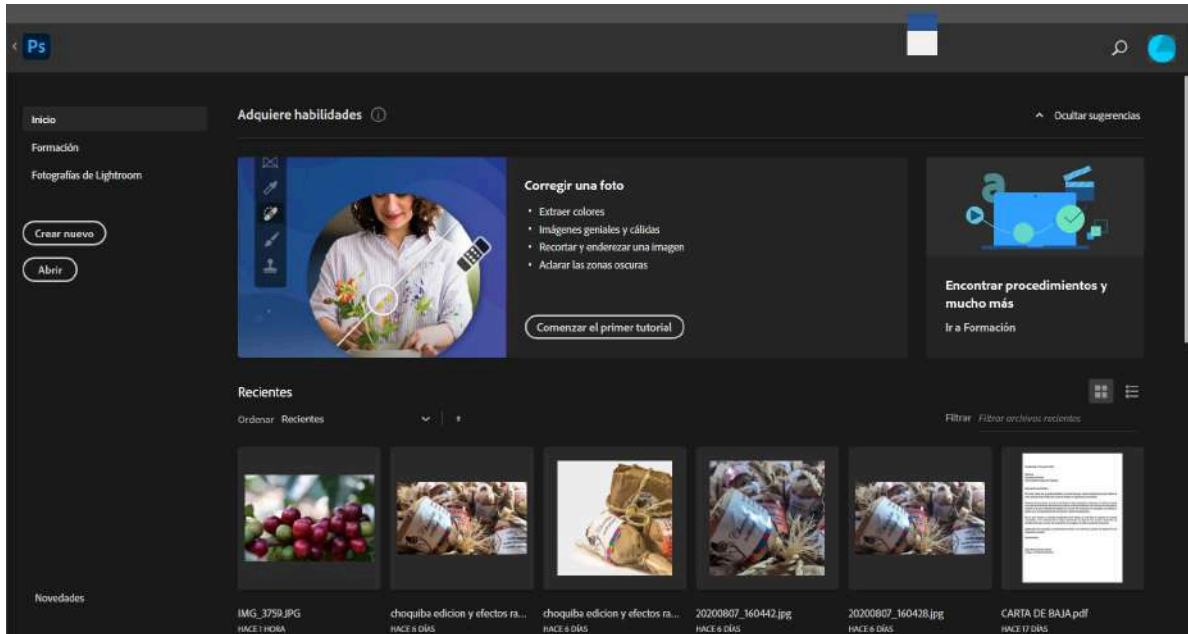 Ps
Inicio
Formación
Fotografías de Lightroom
Crear nuevo
Abrir
Novedades
Adquiere habilidades
Ocultar sugerencias
Corregir una foto
• Extraer colores
• Imágenes geniales y cálidas
• Recortar y enderezar una imagen
• Aclarar las zonas oscuras
Comenzar el primer tutorial
Encontrar procedimientos y
mucho más
Ir a Formación
Recientes
Ordenar Recientes
Filtrar Filtrar archivos recientes
IMG_3759.JPG
HACE 1 HORA
choquiba edicion y efectos ra...
HACE 6 DÍAS
choquiba edicion y efectos ra...
HACE 6 DÍAS
20200807_160442.jpg
HACE 6 DÍAS
20200807_160428.jpg
HACE 6 DÍAS
CARTA DE BAJA.pdf
HACE 17 DÍAS